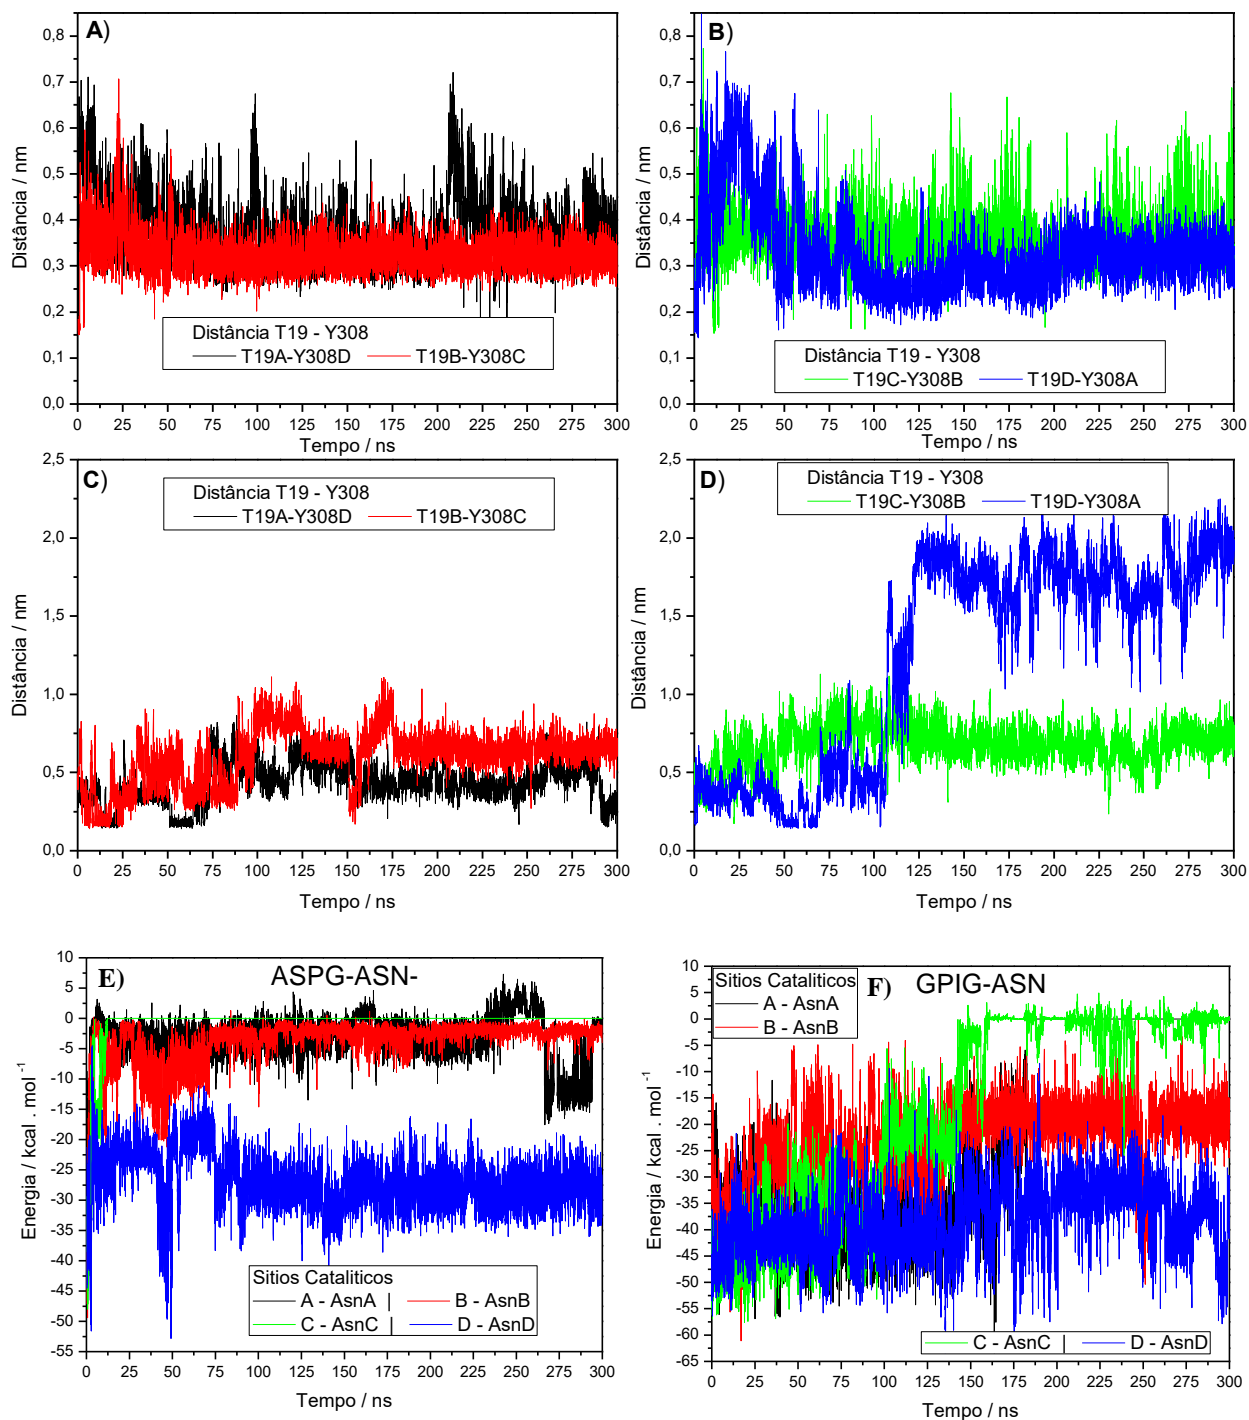 A)
0,8
0,7
0,6
0,5
0,4
0,3
0,2
0,1
0,0
Distância / nm
Distância T19 - Y308
T19A-Y308D T19B-Y308C
0 25 50 75 100 125 150 175 200 225 250 275 300
Tempo / ns
B)
0,8
0,7
0,6
0,5
0,4
0,3
0,2
0,1
0,0
Distância / nm
Distância T19 - Y308
T19C-Y308B T19D-Y308A
0 25 50 75 100 125 150 175 200 225 250 275 300
Tempo / ns
C)
2,5
2,0
1,5
1,0
0,5
0,0
Distância / nm
Distância T19 - Y308
T19A-Y308D T19B-Y308C
0 25 50 75 100 125 150 175 200 225 250 275 300
Tempo / ns
D)
2,5
2,0
1,5
1,0
0,5
0,0
Distância / nm
Distância T19 - Y308
T19C-Y308B T19D-Y308A
0 25 50 75 100 125 150 175 200 225 250 275 300
Tempo / ns
E)
ASPG-ASN-
10
5
0
-5
-10
-15
-20
-25
-30
-35
-40
-45
-50
-55
Energia / kcal . mol -1
Sitios Cataliticos
A - AsnA | B - AsnB
C - AsnC | D - AsnD
0 25 50 75 100 125 150 175 200 225 250 275 300
Tempo / ns
F)
GPIG-ASN
Sitios Cataliticos
A - AsnA
B - AsnB
10
5
0
-5
-10
-15
-20
-25
-30
-35
-40
-45
-50
-55
-60
-65
Energia / kcal . mol -1
C - AsnC | D - AsnD
0 25 50 75 100 125 150 175 200 225 250 275 300
Tempo / ns